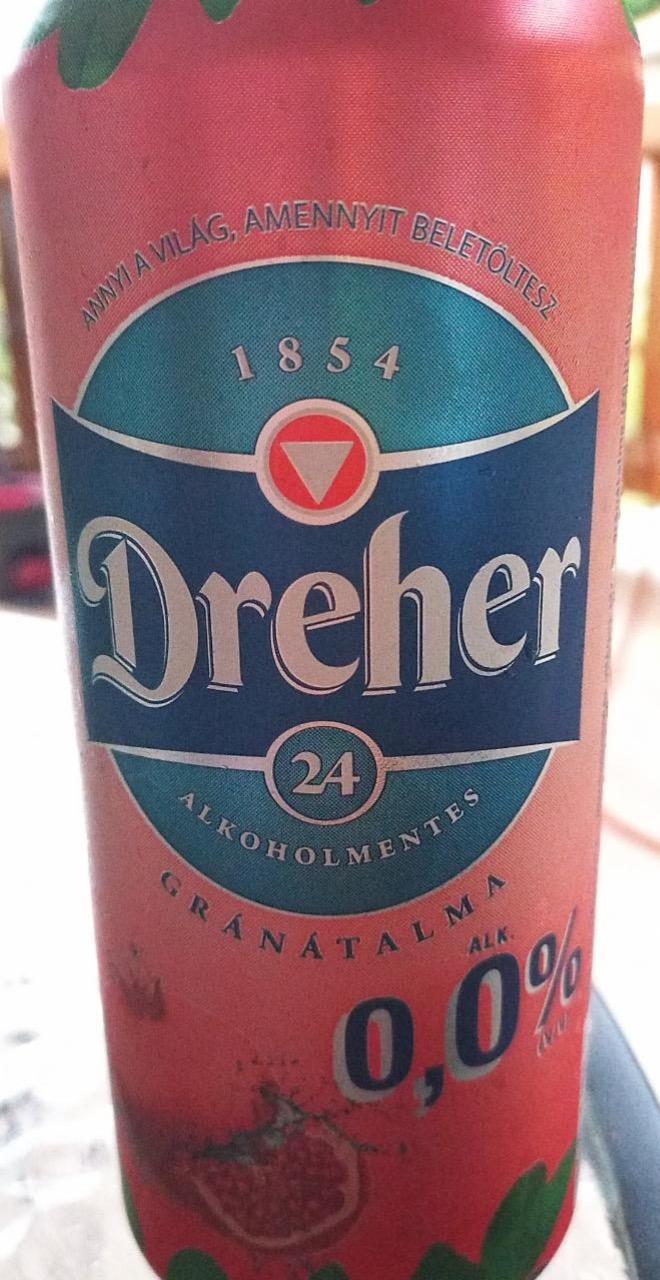 ANNYI A VILÁG, AMENNYIT BELETÖLTESZ
1854
Dreher
24
ALKOHOLMENTES
GRÁNÁTALMA
ALK.
0,0%